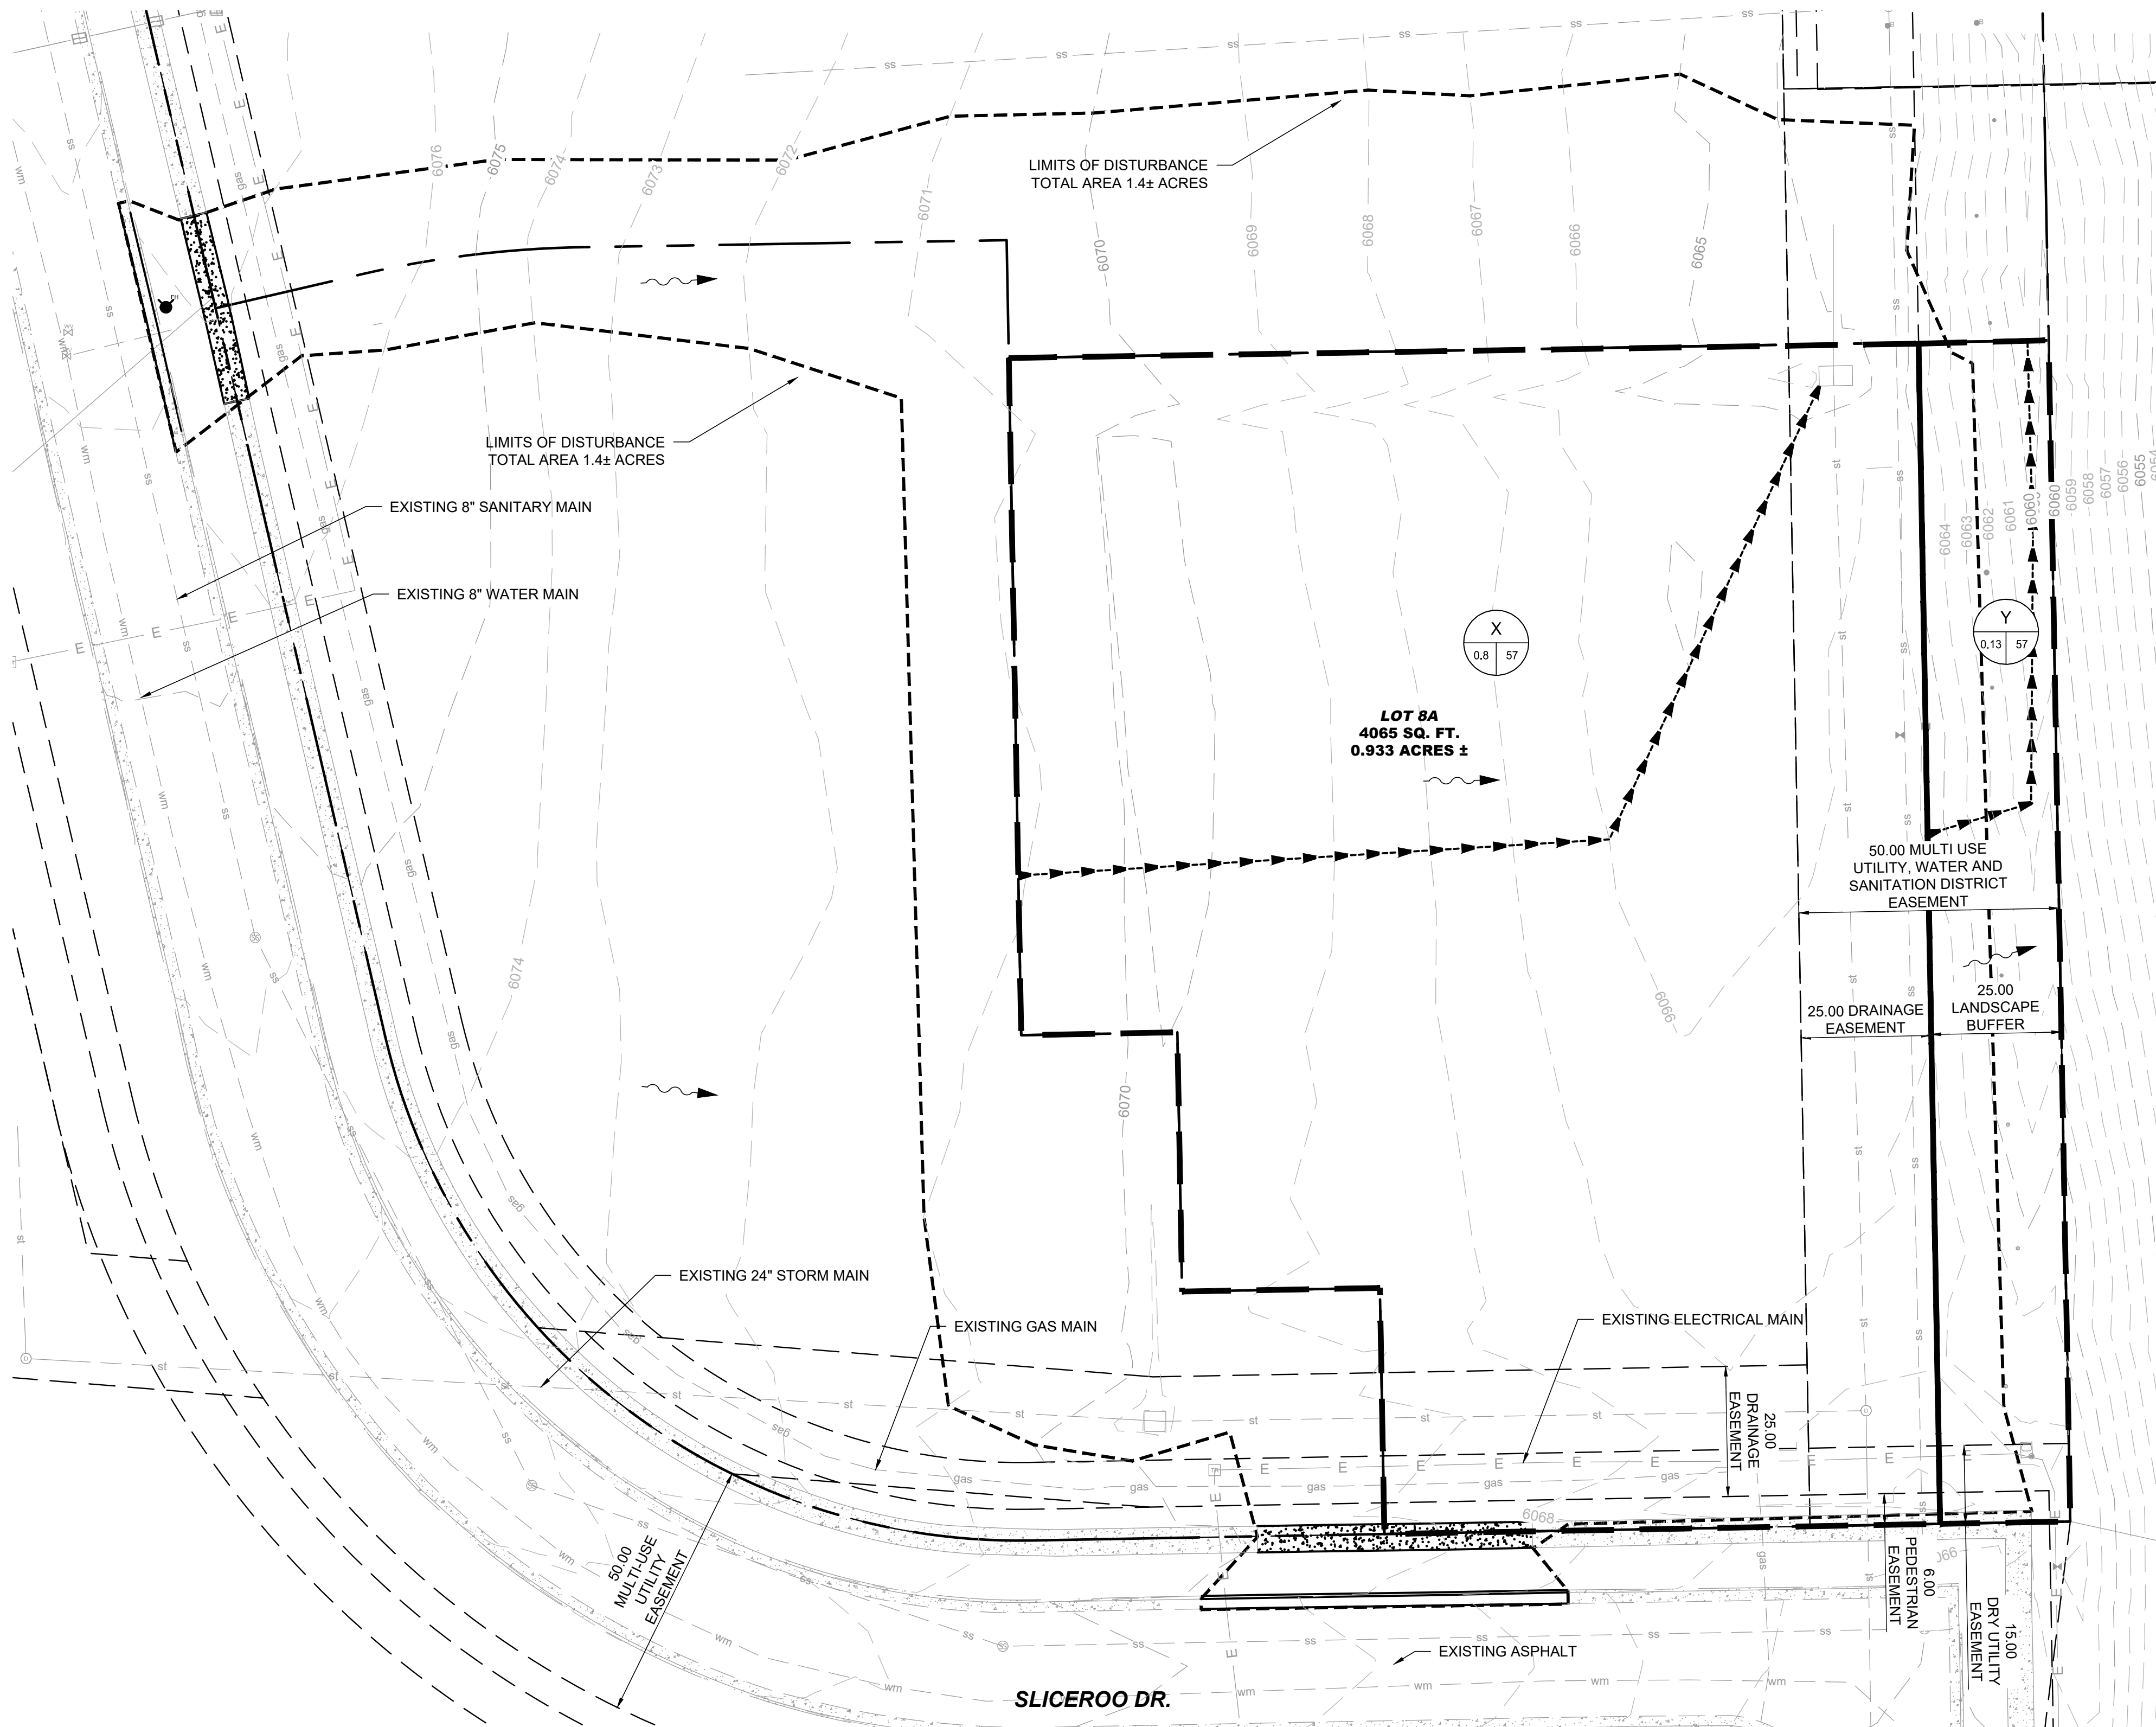 LIMITS OF DISTURBANCE
TOTAL AREA 1.4± ACRES
LIMITS OF DISTURBANCE
TOTAL AREA 1.4± ACRES
EXISTING 8" SANITARY MAIN
EXISTING 8" WATER MAIN
6076
6075
6074
6073
6072
6071
6070
6069
6068
6067
6066
6065
6064
6063
6062
6061
6060
6060
6059
6058
6057
6056
6055
6054
FH
X
0.8
57
Y
0.13
57
LOT 8A
4065 SQ. FT.
0.933 ACRES ±
50.00 MULTI USE
UTILITY, WATER AND
SANITATION DISTRICT
EASEMENT
25.00 DRAINAGE
EASEMENT
25.00
LANDSCAPE
BUFFER
6074
6066
6070
EXISTING 24" STORM MAIN
EXISTING GAS MAIN
EXISTING ELECTRICAL MAIN
25.00
DRAINAGE
EASEMENT
6068
50.00
MULTI-USE
UTILITY
EASEMENT
6.00
PEDESTRIAN
EASEMENT
15.00
DRY UTILITY
EASEMENT
EXISTING ASPHALT
SLICEROO DR.
ss
wm
gas
E
st